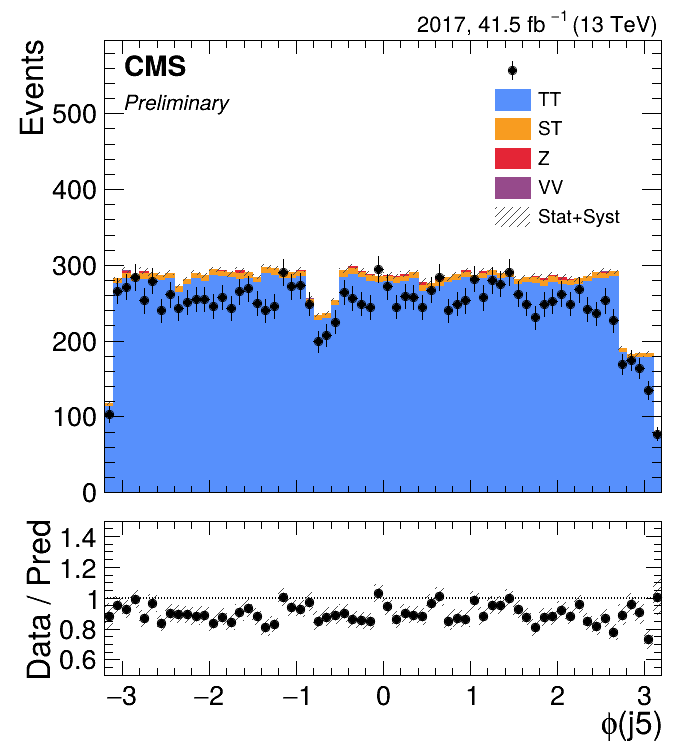 2017, 41.5 fb⁻¹ (13 TeV)
CMS
Preliminary
TT
ST
Z
VV
Stat+Syst
Events
500
400
300
200
100
0
Data / Pred
1.4
1.2
1
0.8
0.6
−3 −2 −1 0 1 2 3
ϕ(j5)